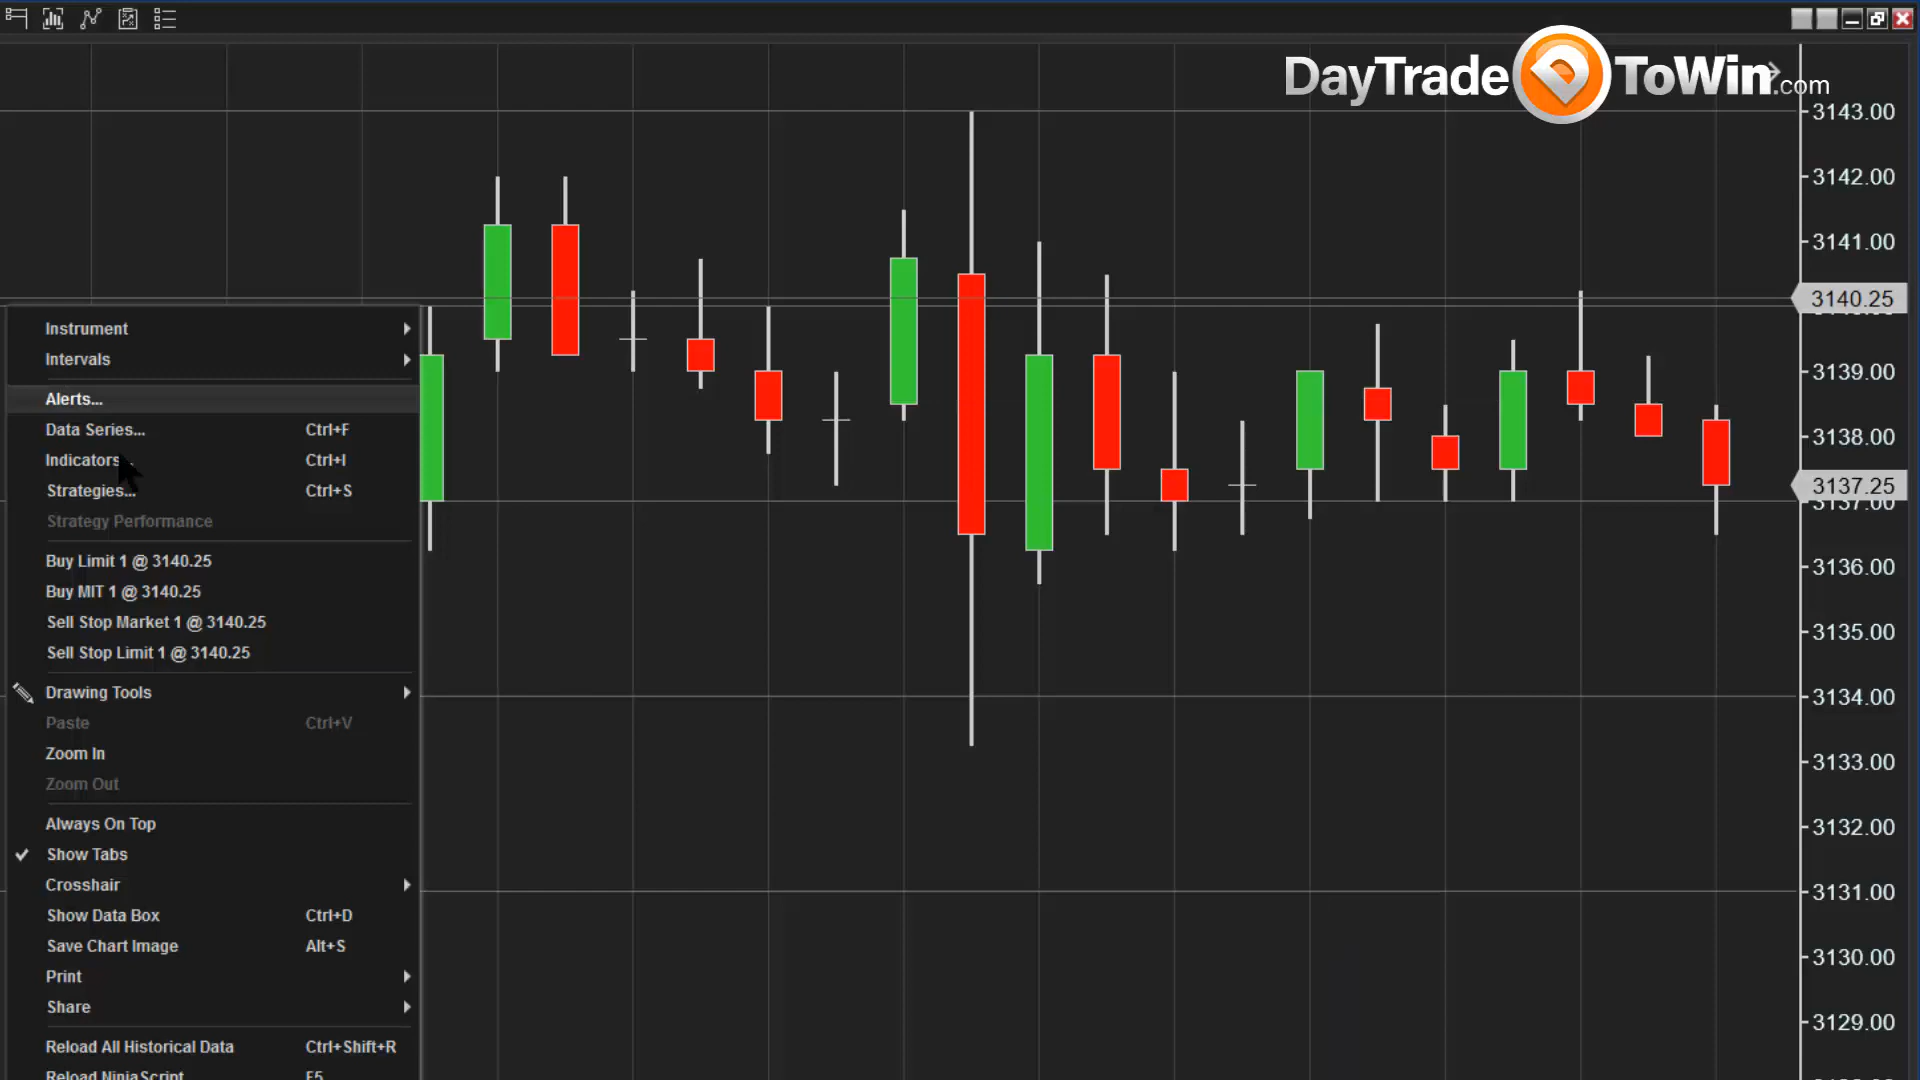 DayTrade ToWin.com
3143.00
3142.00
3141.00
3140.25
3139.00
3138.00
3137.25
3137.00
3136.00
3135.00
3134.00
3133.00
3132.00
3131.00
3130.00
3129.00
Instrument
Intervals
Alerts...
Data Series... Ctrl+F
Indicators... Ctrl+I
Strategies... Ctrl+S
Strategy Performance
Buy Limit 1 @ 3140.25
Buy MIT 1 @ 3140.25
Sell Stop Market 1 @ 3140.25
Sell Stop Limit 1 @ 3140.25
Drawing Tools
Paste Ctrl+V
Zoom In
Zoom Out
Always On Top
Show Tabs
Crosshair
Show Data Box Ctrl+D
Save Chart Image Alt+S
Print
Share
Reload All Historical Data Ctrl+Shift+R
Reload NinjaScript F5